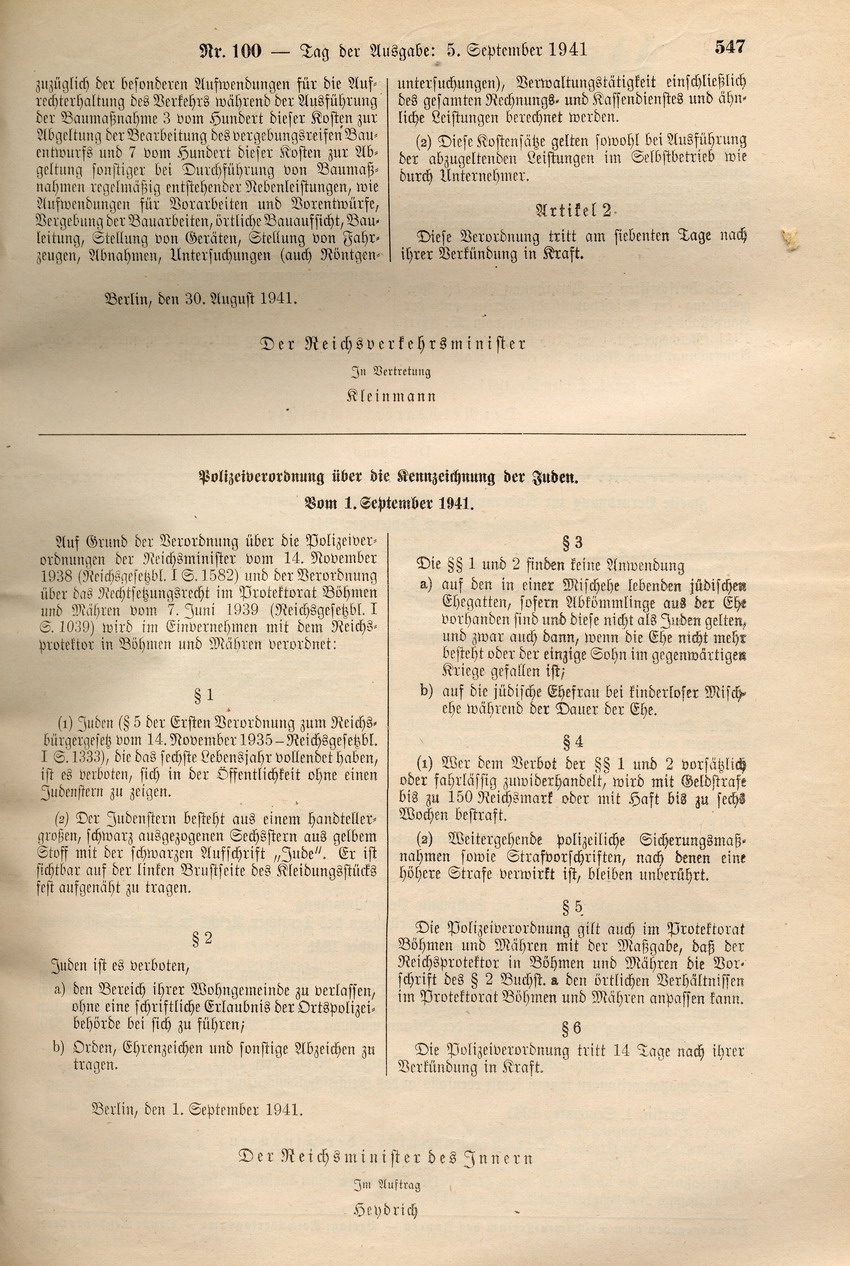 Nr. 100 — Tag der Ausgabe: 5. September 1941
547
zuzüglich der besonderen Aufwendungen für die Auf-
rechterhaltung des Verkehrs während der Ausführung
der Baumaßnahme 3 vom Hundert dieser Kosten zur
Abgeltung der Bearbeitung des vergebungsreifen Bau-
entwurfs und 7 vom Hundert dieser Kosten zur Ab-
geltung sonstiger bei Durchführung von Baumaß-
nahmen regelmäßig entstehender Nebenleistungen, wie
Aufwendungen für Vorarbeiten und Vorentwürfe,
Vergebung der Bauarbeiten, örtliche Bauaufsicht, Bau-
leitung, Stellung von Geräten, Stellung von Fahr-
zeugen, Abnahmen, Untersuchungen (auch Röntgen-
untersuchungen), Verwaltungstätigkeit einschließlich
des gesamten Rechnungs- und Kassendienstes und ähn-
liche Leistungen berechnet werden.
(2) Diese Kostensätze gelten sowohl bei Ausführung
der abzugeltenden Leistungen im Selbstbetrieb wie
durch Unternehmer.
Artikel 2
Diese Verordnung tritt am siebenten Tage nach
ihrer Verkündung in Kraft.
Berlin, den 30. August 1941.
Der Reichsverkehrsminister
In Vertretung
Kleinmann
Polizeiverordnung über die Kennzeichnung der Juden.
Vom 1. September 1941.
Auf Grund der Verordnung über die Polizeiver-
ordnungen der Reichsminister vom 14. November
1938 (Reichsgesetzbl. I S. 1582) und der Verordnung
über das Rechtsetzungsrecht im Protektorat Böhmen
und Mähren vom 7. Juni 1939 (Reichsgesetzbl. I
S. 1039) wird im Einvernehmen mit dem Reichs-
protektor in Böhmen und Mähren verordnet:
§ 1
(1) Juden (§ 5 der Ersten Verordnung zum Reichs-
bürgergesetz vom 14. November 1935 – Reichsgesetzbl.
I S. 1333), die das sechste Lebensjahr vollendet haben,
ist es verboten, sich in der Öffentlichkeit ohne einen
Judenstern zu zeigen.
(2) Der Judenstern besteht aus einem handteller-
großen, schwarz ausgezogenen Sechsstern aus gelbem
Stoff mit der schwarzen Aufschrift „Jude“. Er ist
sichtbar auf der linken Brustseite des Kleidungsstücks
fest aufgenäht zu tragen.
§ 2
Juden ist es verboten,
a) den Bereich ihrer Wohngemeinde zu verlassen,
ohne eine schriftliche Erlaubnis der Ortspolizei-
behörde bei sich zu führen;
b) Orden, Ehrenzeichen und sonstige Abzeichen zu
tragen.
§ 3
Die §§ 1 und 2 finden keine Anwendung
a) auf den in einer Mischehe lebenden jüdischen
Ehegatten, sofern Abkömmlinge aus der Ehe
vorhanden sind und diese nicht als Juden gelten,
und zwar auch dann, wenn die Ehe nicht mehr
besteht oder der einzige Sohn im gegenwärtigen
Kriege gefallen ist;
b) auf die jüdische Ehefrau bei kinderloser Misch-
ehe während der Dauer der Ehe.
§ 4
(1) Wer dem Verbot der §§ 1 und 2 vorsätzlich
oder fahrlässig zuwiderhandelt, wird mit Geldstrafe
bis zu 150 Reichsmark oder mit Haft bis zu sechs
Wochen bestraft.
(2) Weitergehende polizeiliche Sicherungsmaß-
nahmen sowie Strafvorschriften, nach denen eine
höhere Strafe verwirkt ist, bleiben unberührt.
§ 5
Die Polizeiverordnung gilt auch im Protektorat
Böhmen und Mähren mit der Maßgabe, daß der
Reichsprotektor in Böhmen und Mähren die Vor-
schrift des § 2 Buchst. a den örtlichen Verhältnissen
im Protektorat Böhmen und Mähren anpassen kann.
§ 6
Die Polizeiverordnung tritt 14 Tage nach ihrer
Verkündung in Kraft.
Berlin, den 1. September 1941.
Der Reichsminister des Innern
Im Auftrag
Heydrich